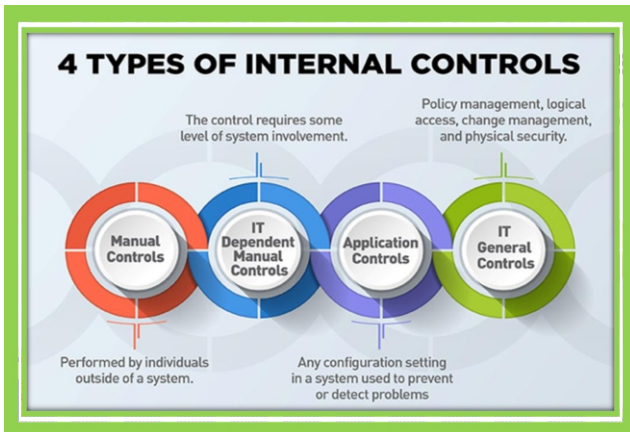 4 TYPES OF INTERNAL CONTROLS
The control requires some
level of system involvement.
Policy management, logical
access, change management,
and physical security.
Manual
Controls
IT
Dependent
Manual
Controls
Application
Controls
IT
General
Controls
Performed by individuals
outside of a system.
Any configuration setting
in a system used to prevent
or detect problems